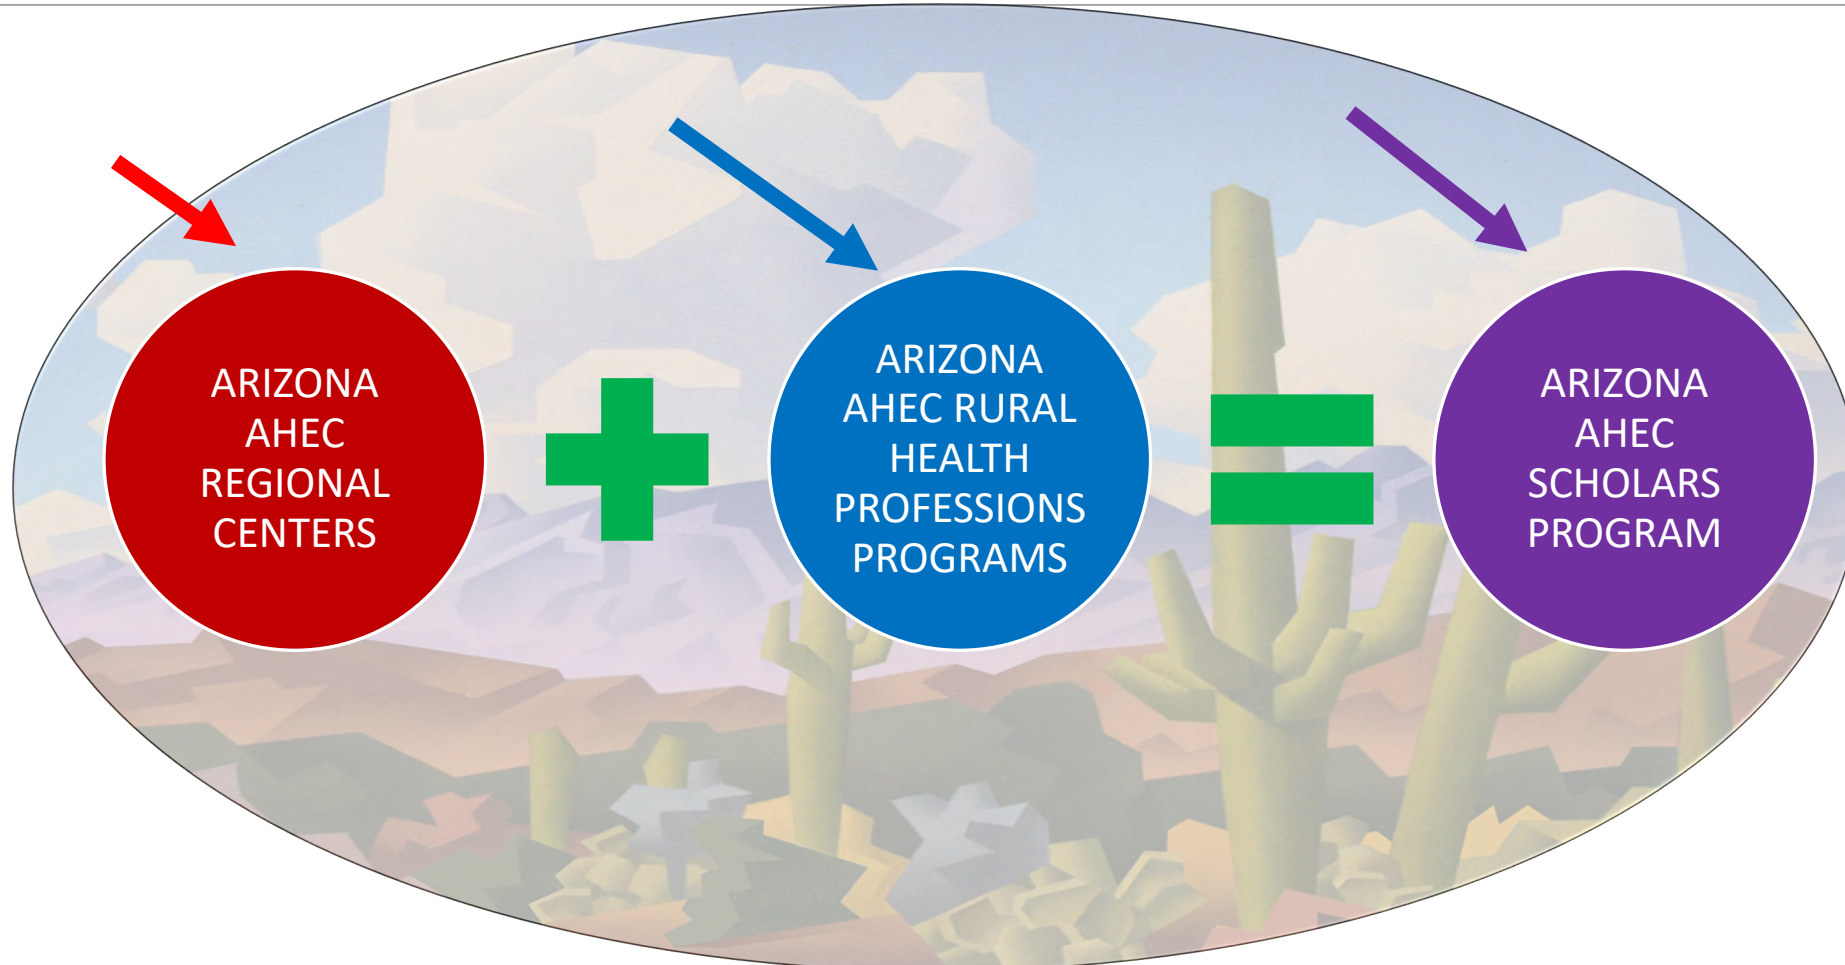 ARIZONA
AHEC
REGIONAL
CENTERS
ARIZONA
AHEC RURAL
HEALTH
PROFESSIONS
PROGRAMS
ARIZONA
AHEC
SCHOLARS
PROGRAM